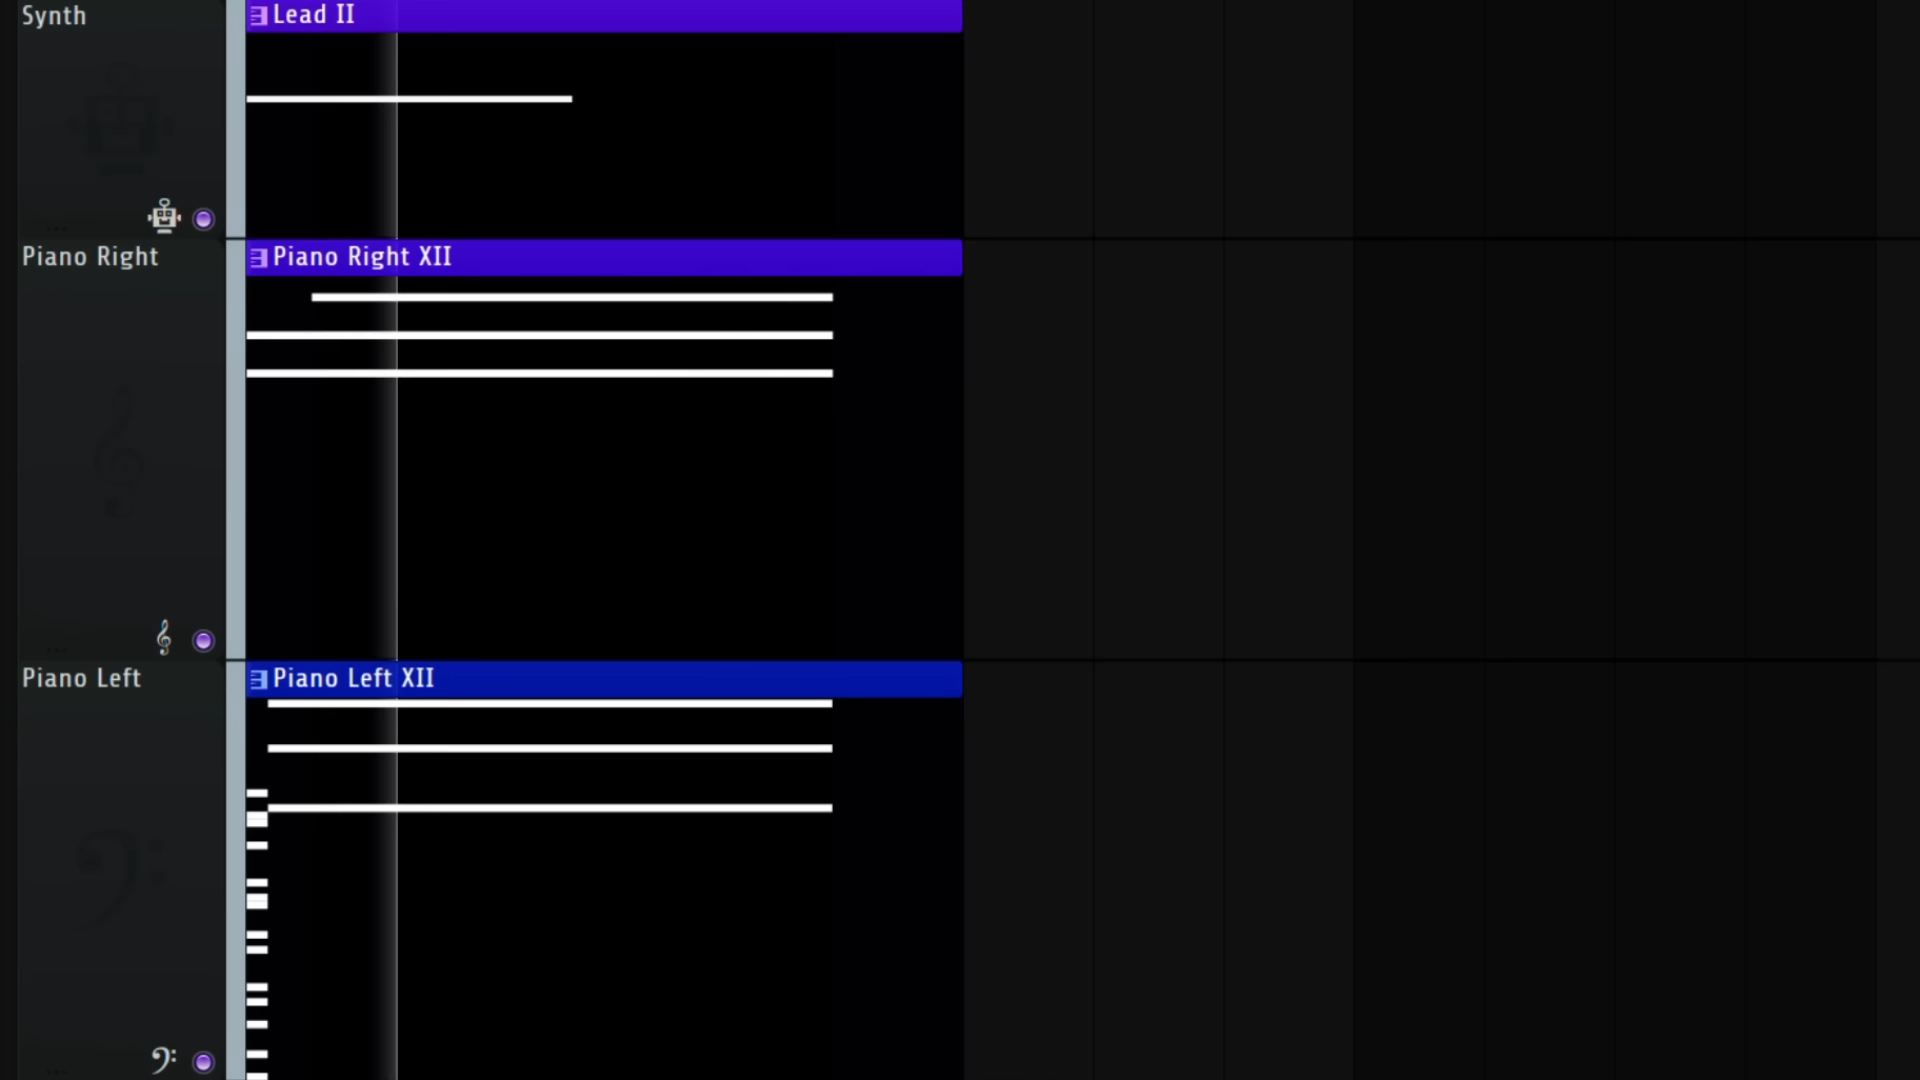 Synth
Lead II
Piano Right
Piano Right XII
Piano Left
Piano Left XII